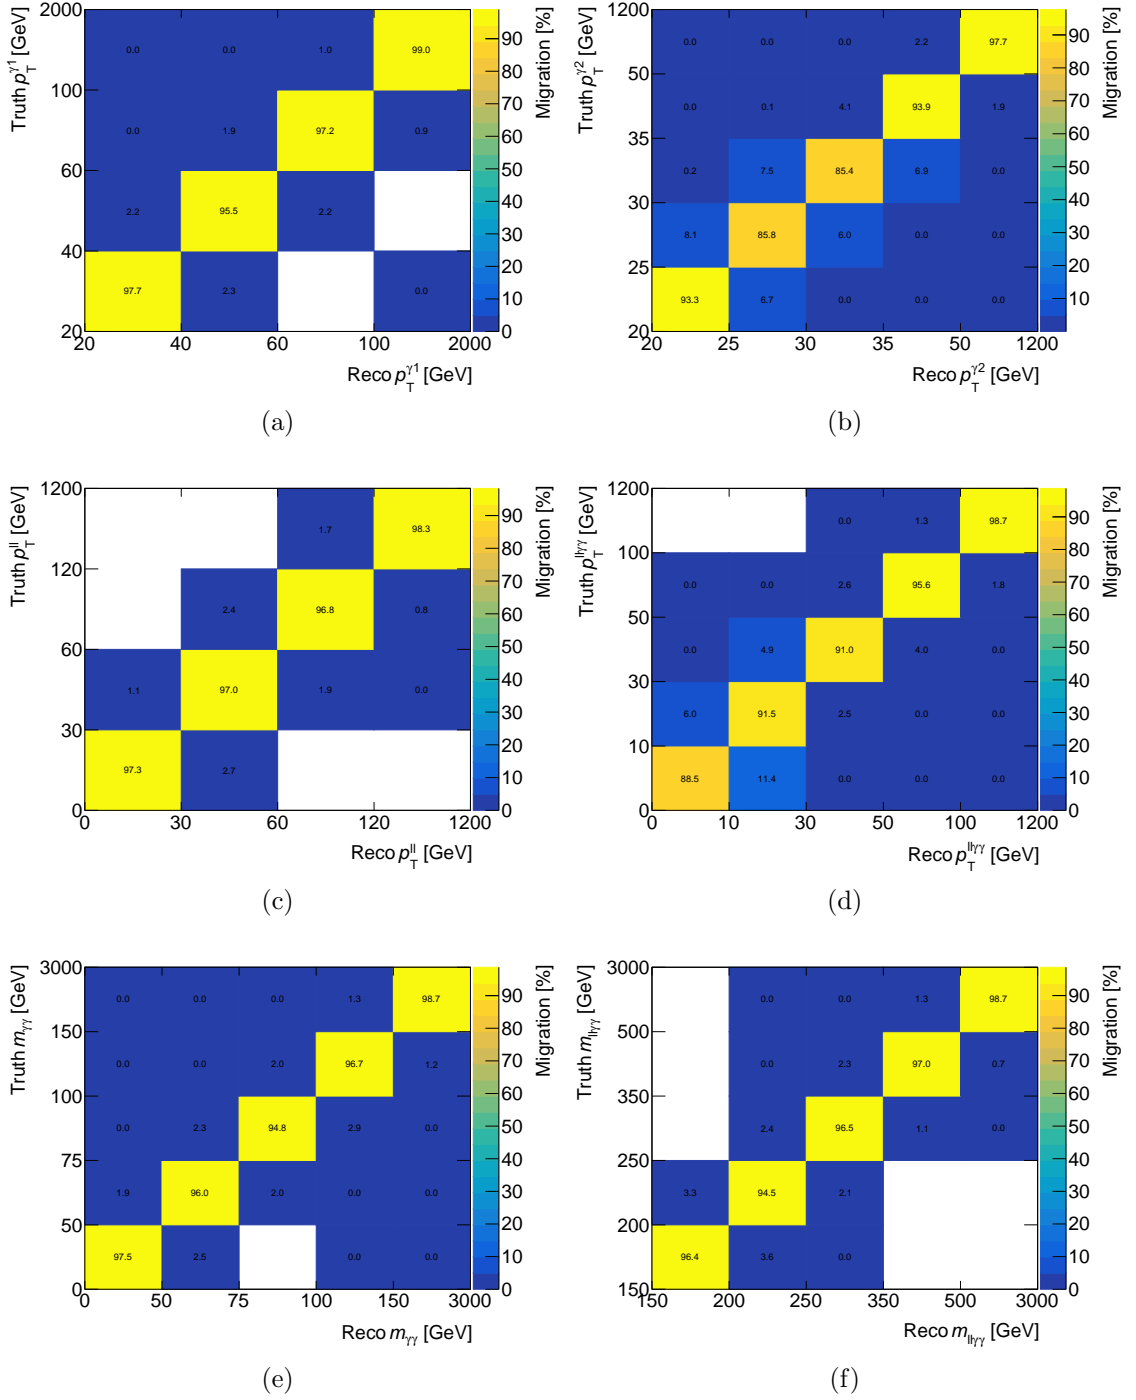 Truth p_T^γ1 [GeV]
2000
100
60
40
20
0.0 0.0 1.0 99.0
0.0 1.9 97.2 0.9
2.2 95.5 2.2
97.7 2.3 0.0
20 40 60 100 2000
Reco p_T^γ1 [GeV]
Migration [%]
90
80
70
60
50
40
30
20
10
0
(a)
Truth p_T^γ2 [GeV]
1200
50
35
30
25
20
0.0 0.0 0.0 2.2 97.7
0.0 0.1 4.1 93.9 1.9
0.2 7.5 85.4 6.9 0.0
8.1 85.8 6.0 0.0 0.0
93.3 6.7 0.0 0.0 0.0
20 25 30 35 50 1200
Reco p_T^γ2 [GeV]
Migration [%]
90
80
70
60
50
40
30
20
10
0
(b)
Truth p_T^ll [GeV]
1200
120
60
30
0
1.7 98.3
2.4 96.8 0.8
1.1 97.0 1.9 0.0
97.3 2.7
0 30 60 120 1200
Reco p_T^ll [GeV]
Migration [%]
90
80
70
60
50
40
30
20
10
0
(c)
Truth p_T^llγγ [GeV]
1200
100
50
30
10
0
0.0 1.3 98.7
0.0 0.0 2.6 95.6 1.8
0.0 4.9 91.0 4.0 0.0
6.0 91.5 2.5 0.0 0.0
88.5 11.4 0.0 0.0 0.0
0 10 30 50 100 1200
Reco p_T^llγγ [GeV]
Migration [%]
90
80
70
60
50
40
30
20
10
0
(d)
Truth m_γγ [GeV]
3000
150
100
75
50
0
0.0 0.0 0.0 1.3 98.7
0.0 0.0 2.0 96.7 1.2
0.0 2.3 94.8 2.9 0.0
1.9 96.0 2.0 0.0 0.0
97.5 2.5 0.0 0.0
0 50 75 100 150 3000
Reco m_γγ [GeV]
Migration [%]
90
80
70
60
50
40
30
20
10
0
(e)
Truth m_llγγ [GeV]
3000
500
350
250
200
150
0.0 0.0 1.3 98.7
0.0 2.3 97.0 0.7
2.4 96.5 1.1 0.0
3.3 94.5 2.1
96.4 3.6 0.0
150 200 250 350 500 3000
Reco m_llγγ [GeV]
Migration [%]
90
80
70
60
50
40
30
20
10
0
(f)